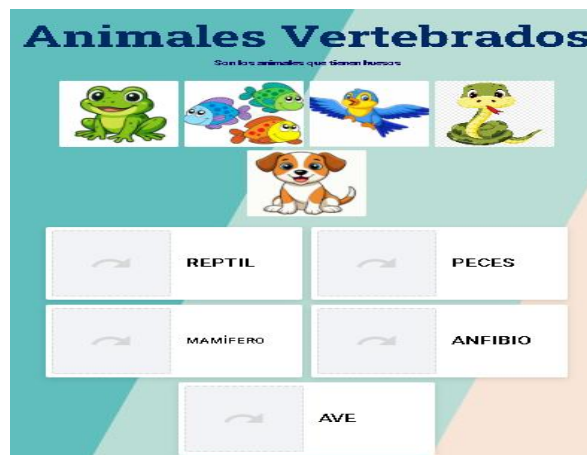 Animales Vertebrados
Son los animales que tienen huesos
REPTIL
PECES
MAMÍFERO
ANFIBIO
AVE